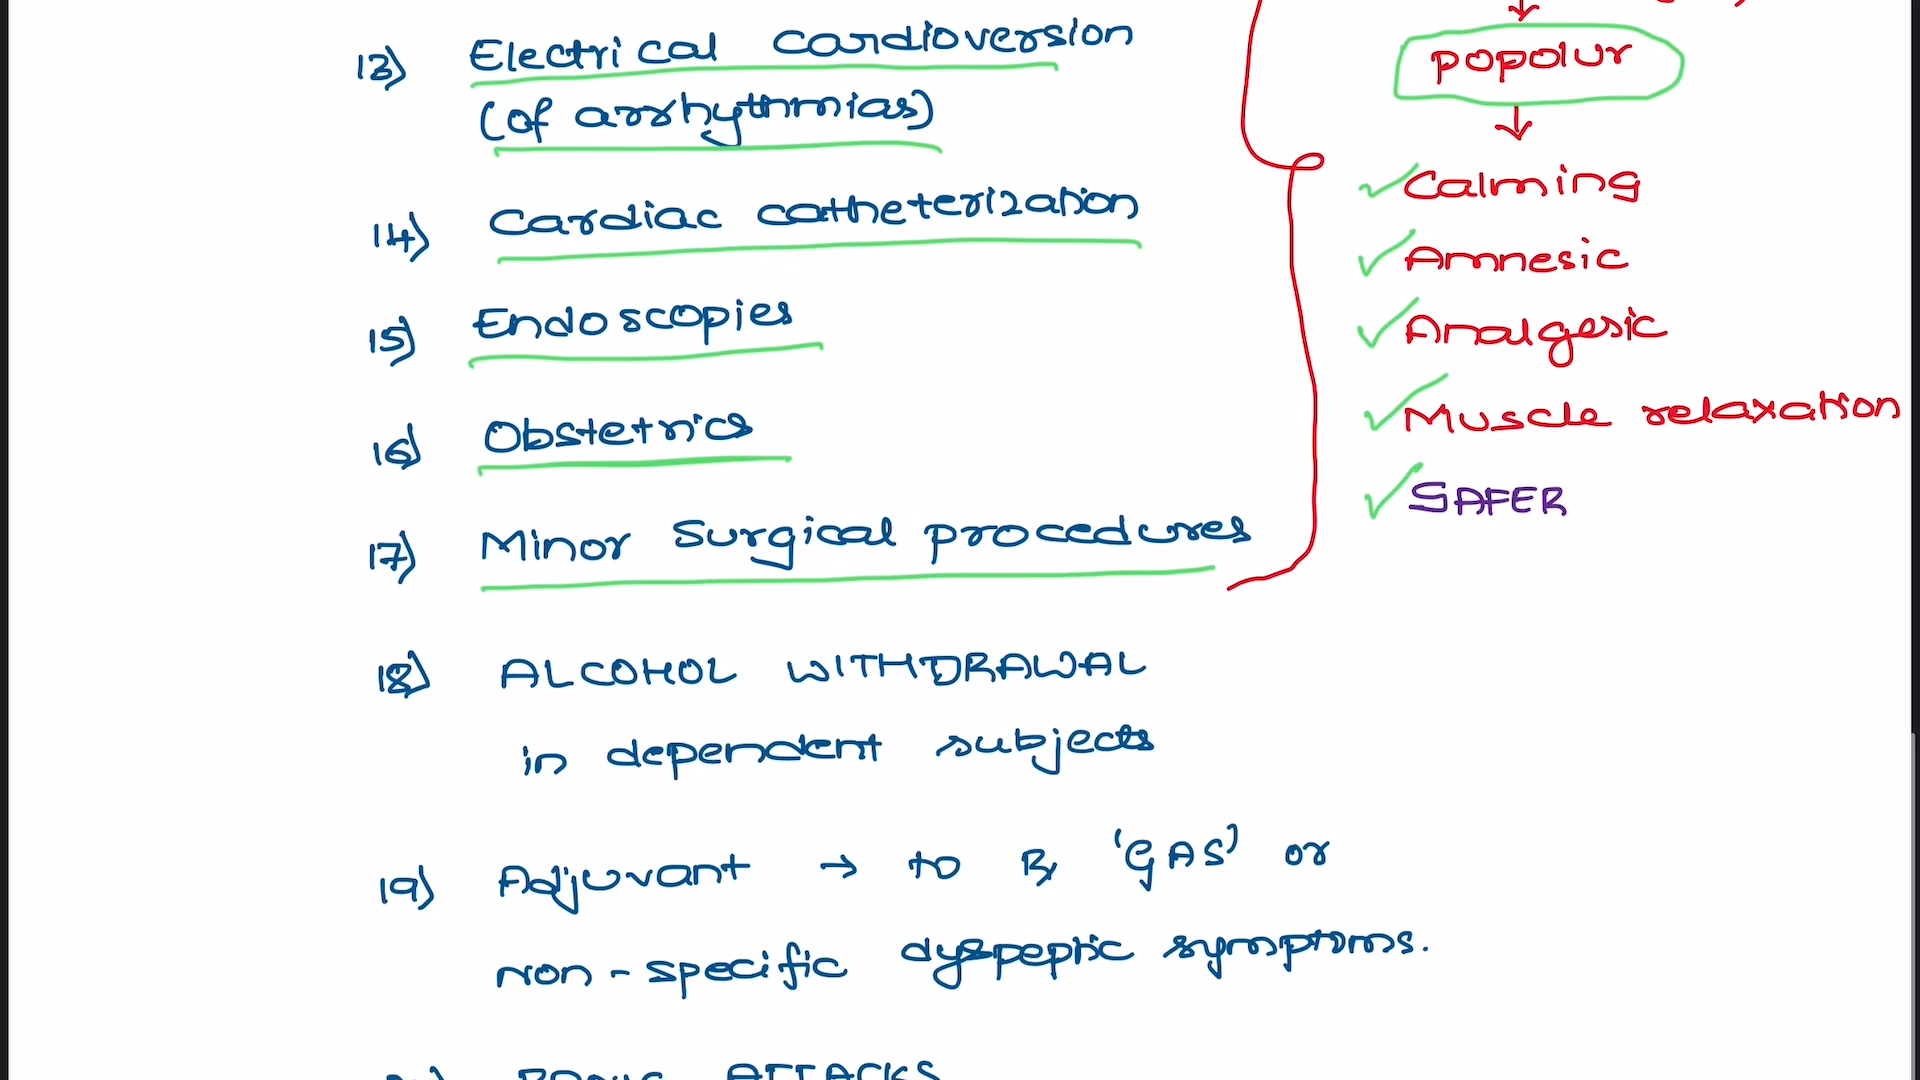 13) Electrical cardioversion
(of arrhythmias)
14) Cardiac catheterization
15) Endoscopies
16) Obstetrics
17) Minor surgical procedures
18) ALCOHOL WITHDRAWAL
in dependent subjects
19) Adjuvant → to ℞ 'GAS' or
non-specific dyspeptic symptoms.
ATTACKS
popolur
↓
✓ Calming
✓ Amnesic
✓ Analgesic
✓ Muscle relaxation
✓ SAFER